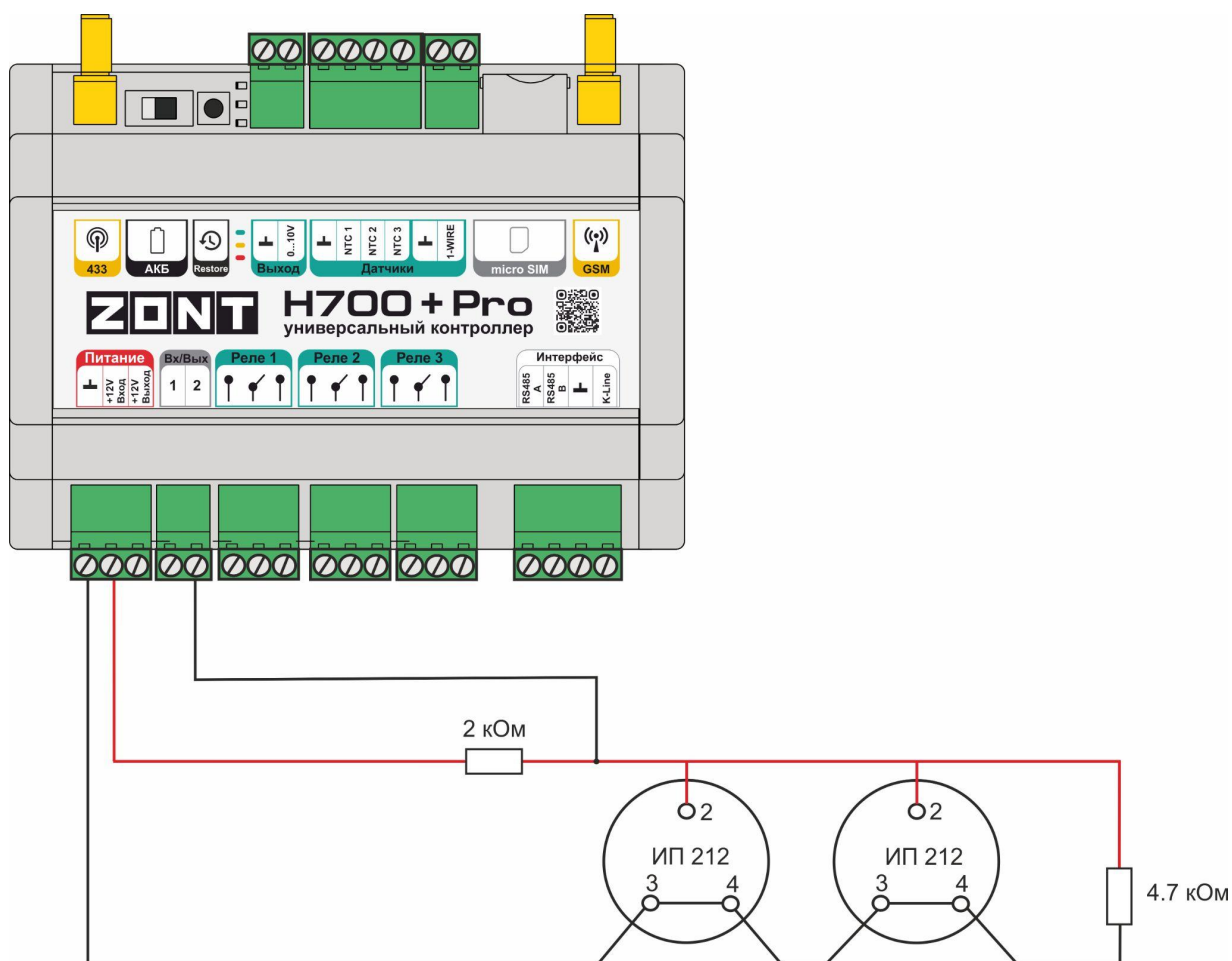 433
АКБ
Restore
0...10V
Выход
NTC 1
NTC 2
NTC 3
1-WIRE
Датчики
micro SIM
GSM
ZONT
H700+Pro
универсальный контроллер
Питание
+12V
Вход
+12V
Выход
Вх/Вых
1 2
Реле 1
Реле 2
Реле 3
Интерфейс
RS485
A
RS485
B
K-Line
2 кОм
2
ИП 212
3 4
2
ИП 212
3 4
4.7 кОм